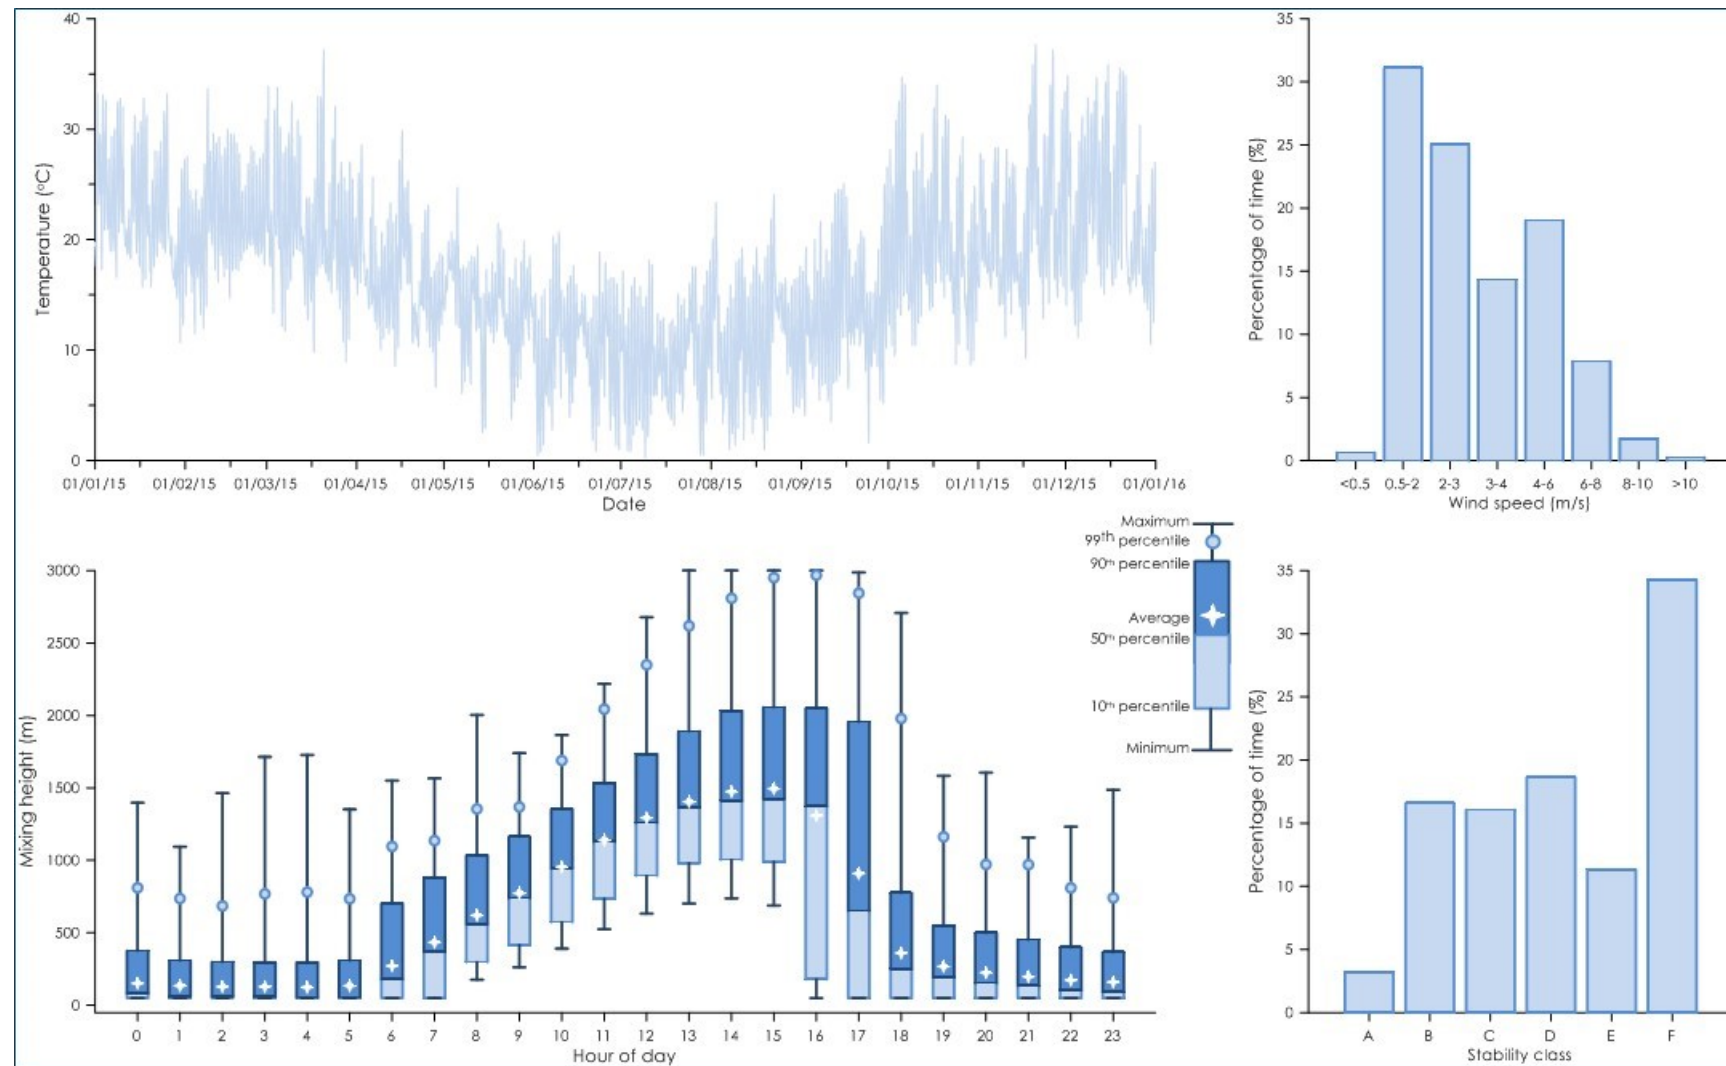 40
30
20
10
0
Temperature (°C)
01/01/15 01/02/15 01/03/15 01/04/15 01/05/15 01/06/15 01/07/15 01/08/15 01/09/15 01/10/15 01/11/15 01/12/15 01/01/16
Date
35
30
25
20
15
10
5
0
Percentage of time (%)
<0.5 0.5-2 2-3 3-4 4-6 6-8 8-10 >10
Wind speed (m/s)
3000
2500
2000
1500
1000
500
0
Mixing height (m)
0 1 2 3 4 5 6 7 8 9 10 11 12 13 14 15 16 17 18 19 20 21 22 23
Hour of day
Maximum
99th percentile
90th percentile
Average
50th percentile
10th percentile
Minimum
35
30
25
20
15
10
5
0
Percentage of time (%)
A B C D E F
Stability class